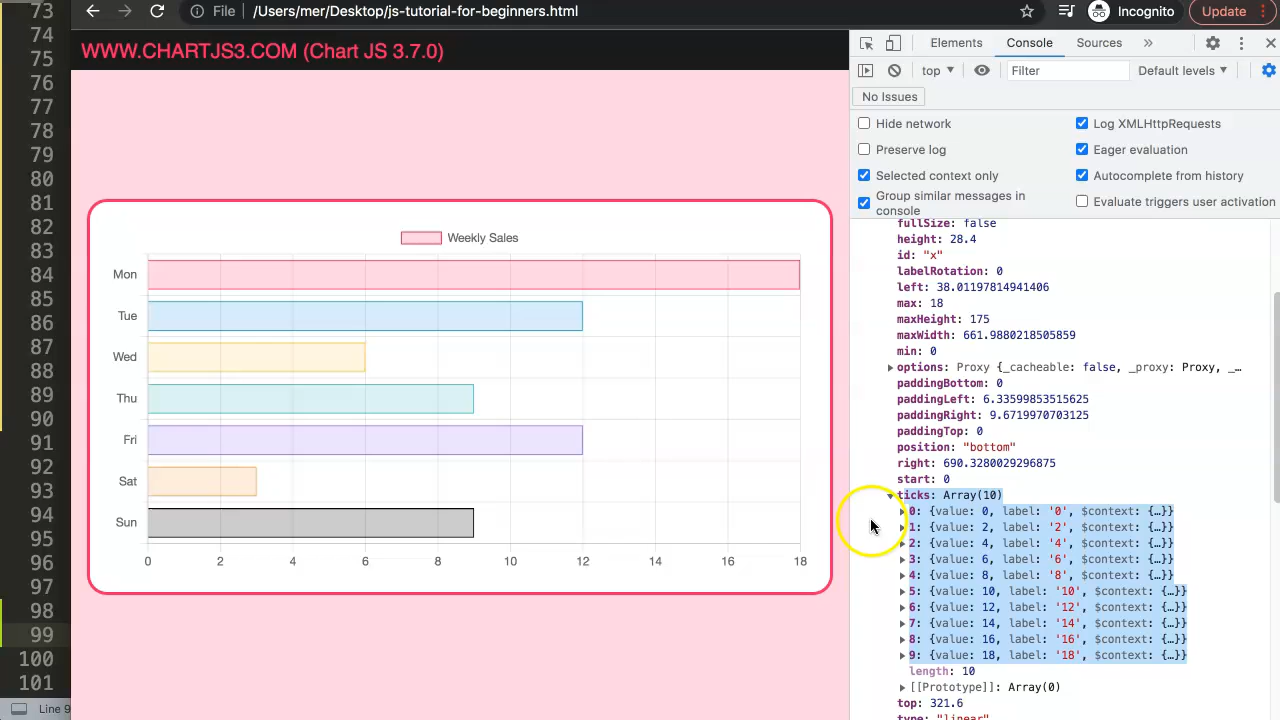 73
74
75
76
77
78
79
80
81
82
83
84
85
86
87
88
89
90
91
92
93
94
95
96
97
98
99
100
101
Line 9
File /Users/mer/Desktop/js-tutorial-for-beginners.html
Incognito
Update
WWW.CHARTJS3.COM (Chart JS 3.7.0)
Weekly Sales
Mon
Tue
Wed
Thu
Fri
Sat
Sun
0 2 4 6 8 10 12 14 16 18
Elements Console Sources »
top Filter Default levels
No Issues
Hide network
Log XMLHttpRequests
Preserve log
Eager evaluation
Selected context only
Autocomplete from history
Group similar messages in
console
Evaluate triggers user activation
fullSize: false
height: 28.4
id: "x"
labelRotation: 0
left: 38.01197814941406
max: 18
maxHeight: 175
maxWidth: 661.9880218505859
min: 0
options: Proxy {_cacheable: false, _proxy: Proxy, _…
paddingBottom: 0
paddingLeft: 6.33599853515625
paddingRight: 9.6719970703125
paddingTop: 0
position: "bottom"
right: 690.3280029296875
start: 0
ticks: Array(10)
0: {value: 0, label: '0', $context: {…}}
1: {value: 2, label: '2', $context: {…}}
2: {value: 4, label: '4', $context: {…}}
3: {value: 6, label: '6', $context: {…}}
4: {value: 8, label: '8', $context: {…}}
5: {value: 10, label: '10', $context: {…}}
6: {value: 12, label: '12', $context: {…}}
7: {value: 14, label: '14', $context: {…}}
8: {value: 16, label: '16', $context: {…}}
9: {value: 18, label: '18', $context: {…}}
length: 10
[[Prototype]]: Array(0)
top: 321.6
type: "linear"